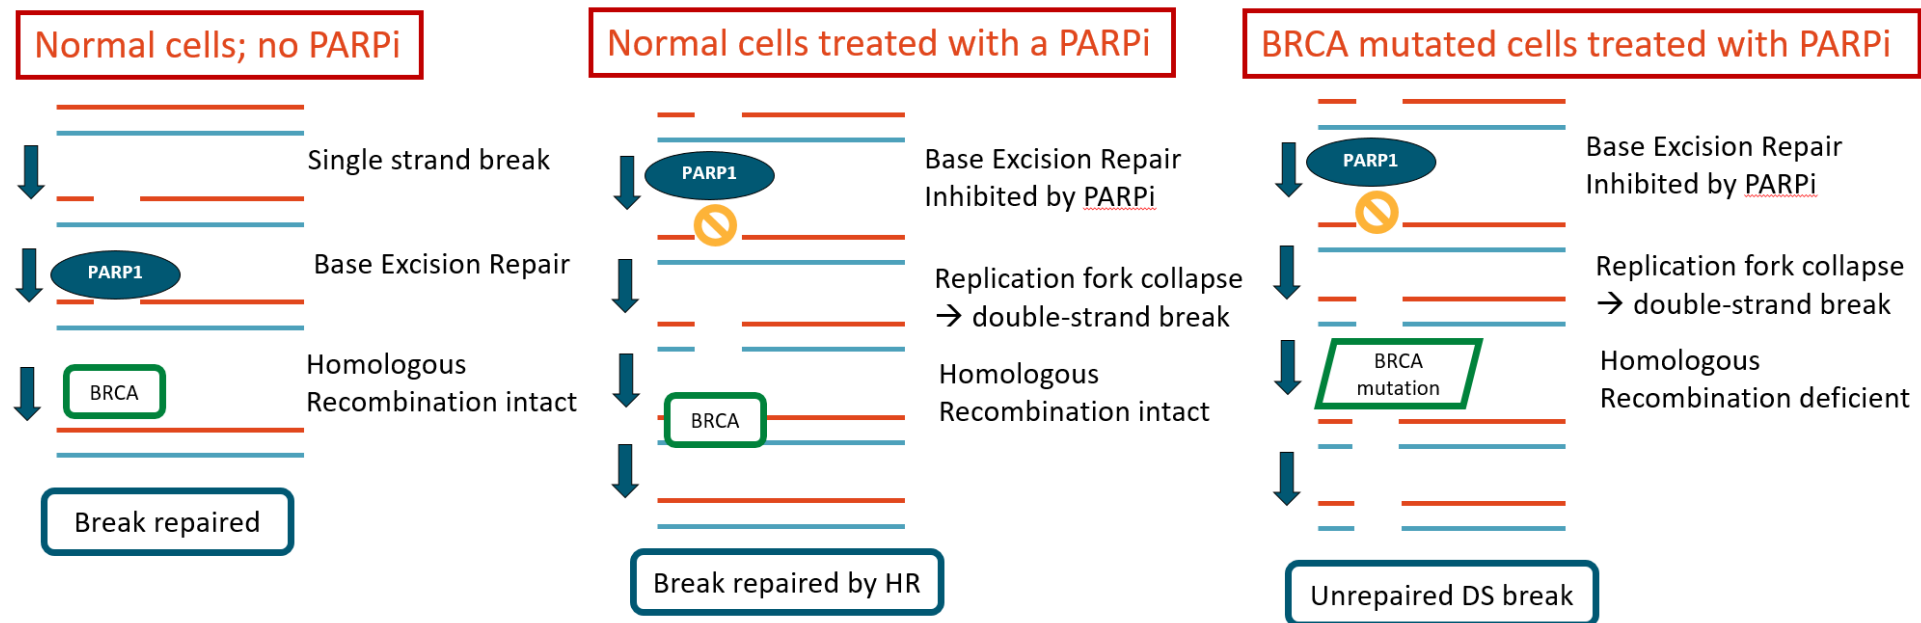 Normal cells; no PARPi
Single strand break
PARP1
Base Excision Repair
BRCA
Homologous
Recombination intact
Break repaired
Normal cells treated with a PARPi
PARP1
Base Excision Repair
Inhibited by PARPi
Replication fork collapse
→ double-strand break
Homologous
Recombination intact
BRCA
Break repaired by HR
BRCA mutated cells treated with PARPi
PARP1
Base Excision Repair
Inhibited by PARPi
Replication fork collapse
→ double-strand break
BRCA
mutation
Homologous
Recombination deficient
Unrepaired DS break